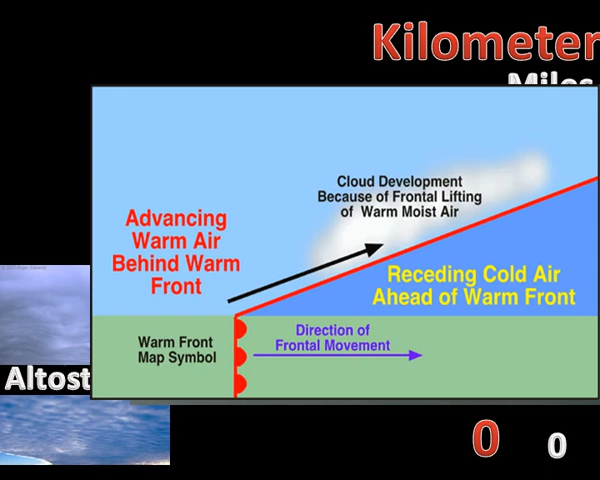 Kilometer
Miles
Cloud Development
Because of Frontal Lifting
of Warm Moist Air
Advancing
Warm Air
Behind Warm
Front
Receding Cold Air
Ahead of Warm Front
Warm Front
Map Symbol
Direction of
Frontal Movement
Altost
0 0